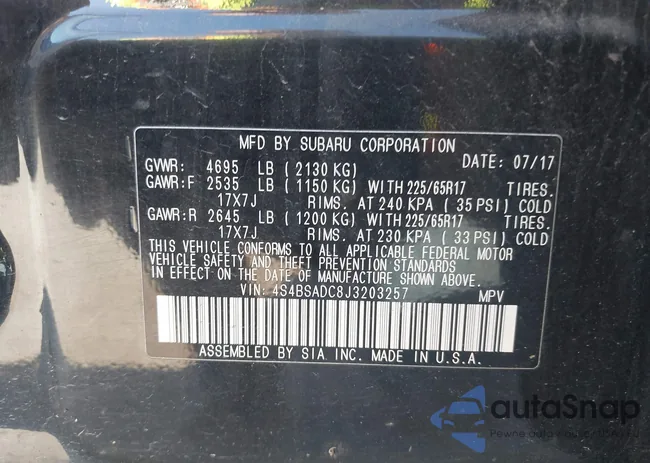 MFD BY SUBARU CORPORATION
GVWR: 4695 LB ( 2130 KG) DATE: 07/17
GAWR:F 2535 LB ( 1150 KG) WITH 225/65R17 TIRES.
17X7J RIMS. AT 240 KPA ( 35 PSI) COLD
GAWR:R 2645 LB ( 1200 KG) WITH 225/65R17 TIRES.
17X7J RIMS. AT 230 KPA ( 33 PSI) COLD
THIS VEHICLE CONFORMS TO ALL APPLICABLE FEDERAL MOTOR
VEHICLE SAFETY AND THEFT PREVENTION STANDARDS
IN EFFECT ON THE DATE OF MANUFACTURE SHOWN ABOVE.
VIN: 4S4BSADC8J3203257 MPV
ASSEMBLED BY SIA INC. MADE IN U.S.A.
autoSnap
Pewne auto z